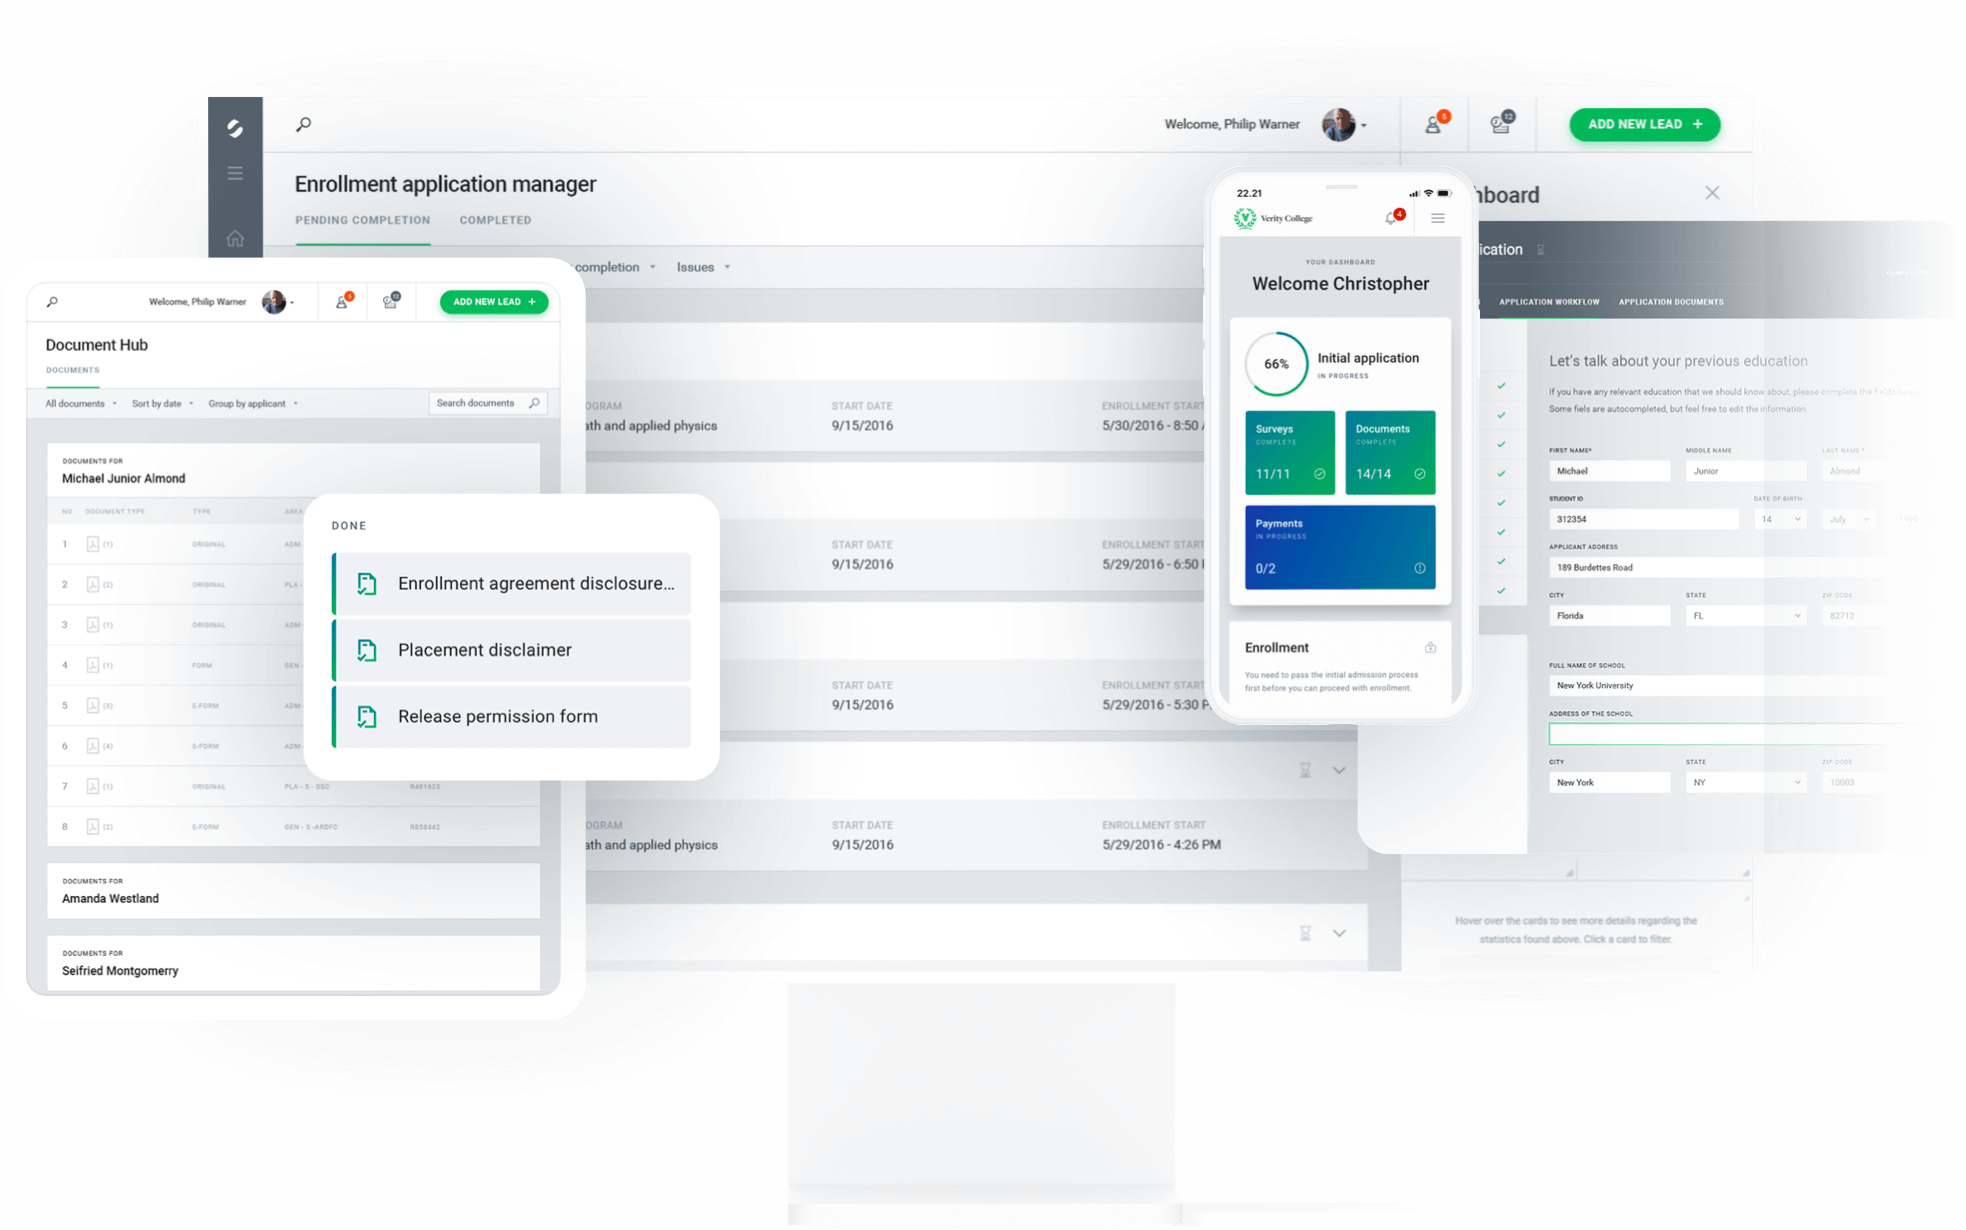 Welcome, Philip Warner
5
12
ADD NEW LEAD +
Enrollment application manager
PENDING COMPLETION
COMPLETED
completion
Issues
START DATE
9/15/2016
ENROLLMENT START
5/30/2016 - 8:50
ath and applied physics
START DATE
9/15/2016
ENROLLMENT START
5/29/2016 - 6:50
START DATE
9/15/2016
ENROLLMENT START
5/29/2016 - 5:30 P
OGRAM
ath and applied physics
START DATE
9/15/2016
ENROLLMENT START
5/29/2016 - 4:26 PM
Hover over the cards to see more details regarding the
statistics found above. Click a card to filter.
Welcome, Philip Warner
5
12
ADD NEW LEAD +
Document Hub
DOCUMENTS
All documents
Sort by date
Group by applicant
Search documents
DOCUMENTS FOR
Michael Junior Almond
NO DOCUMENT TYPE TYPE AREA
1 (1) ORIGINAL ADM -
2 (2) ORIGINAL PLA -
3 (1) ORIGINAL ADM -
4 (1) FORM GEN -
5 (3) E-FORM ADM -
6 (4) E-FORM ADM -
7 (1) ORIGINAL PLA - S - SSC R451623
8 (2) E-FORM GEN - S -ARDFC R858442
DOCUMENTS FOR
Amanda Westland
DOCUMENTS FOR
Seifried Montgomerry
DONE
Enrollment agreement disclosure...
Placement disclaimer
Release permission form
22.21
Verity College
4
YOUR DASHBOARD
Welcome Christopher
66%
Initial application
IN PROGRESS
Surveys
COMPLETE
11/11
Documents
COMPLETE
14/14
Payments
IN PROGRESS
0/2
Enrollment
You need to pass the initial admission process
first before you can proceed with enrollment.
hboard
ication
APPLICATION WORKFLOW
APPLICATION DOCUMENTS
Let's talk about your previous education
If you have any relevant education that we should know about, please complete the fields below
Some fiels are autocompleted, but feel free to edit the information
FIRST NAME*
Michael
MIDDLE NAME
Junior
LAST NAME *
Almond
STUDENT ID
312354
DATE OF BIRTH
14
July
APPLICANT ADDRESS
189 Burdettes Road
CITY
Florida
STATE
FL
ZIP CODE
82712
FULL NAME OF SCHOOL
New York University
ADDRESS OF THE SCHOOL
CITY
New York
STATE
NY
ZIP CODE
10003